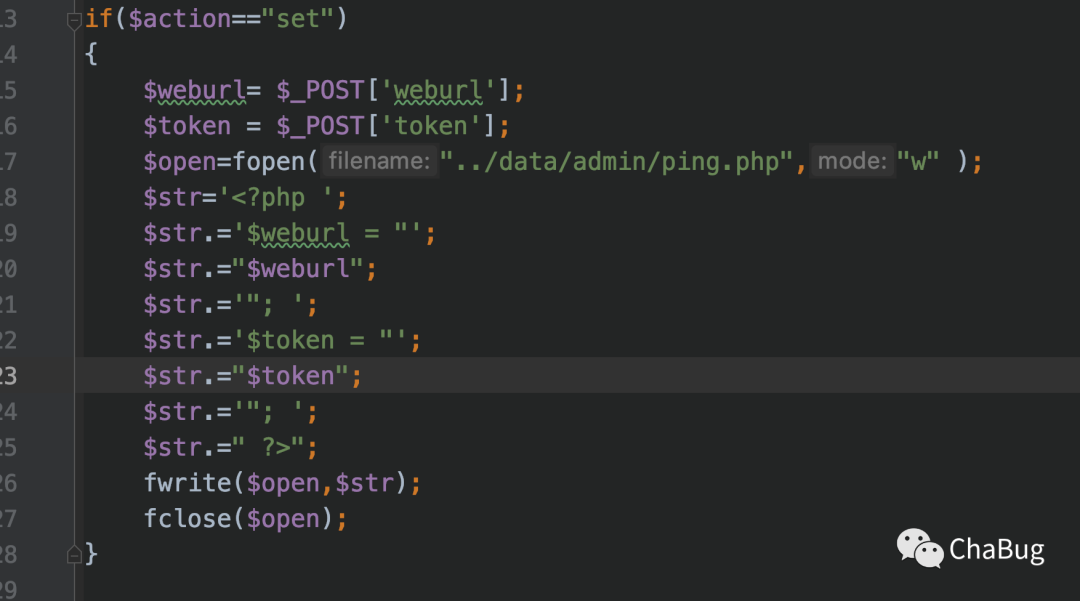 13 if($action=="set")
14 {
15 $weburl= $_POST['weburl'];
16 $token = $_POST['token'];
17 $open=fopen( filename: "../data/admin/ping.php", mode: "w" );
18 $str='<?php ';
19 $str.='$weburl = "';
20 $str.="$weburl";
21 $str.='"; ';
22 $str.='$token = "';
23 $str.="$token";
24 $str.='"; ';
25 $str.=" ?>";
26 fwrite($open,$str);
27 fclose($open);
28 }
29
ChaBug